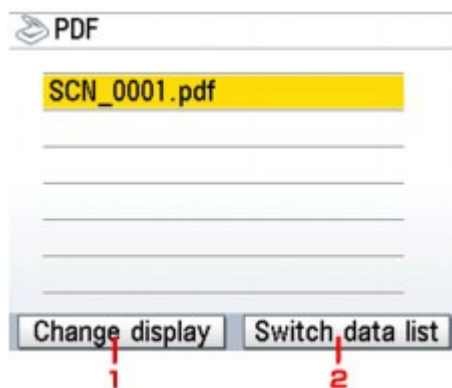 PDF
SCN_0001.pdf
Change display Switch data list
1 2